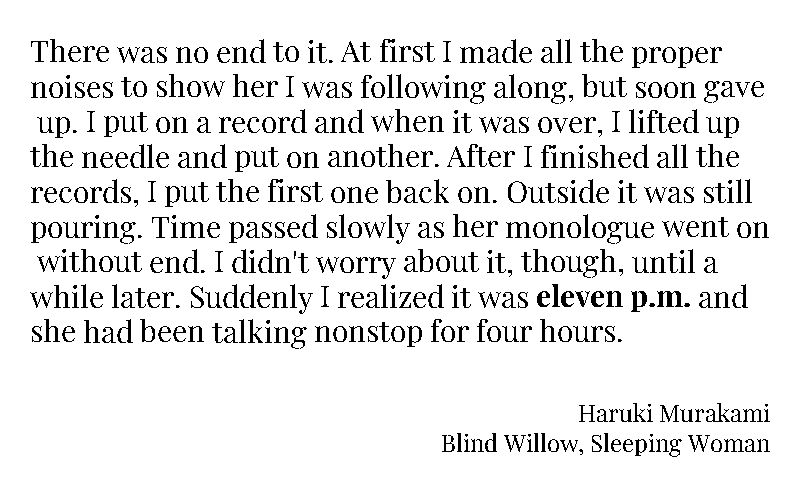 There was no end to it. At first I made all the proper
noises to show her I was following along, but soon gave
up. I put on a record and when it was over, I lifted up
the needle and put on another. After I finished all the
records, I put the first one back on. Outside it was still
pouring. Time passed slowly as her monologue went on
without end. I didn't worry about it, though, until a
while later. Suddenly I realized it was eleven p.m. and
she had been talking nonstop for four hours.
Haruki Murakami
Blind Willow, Sleeping Woman